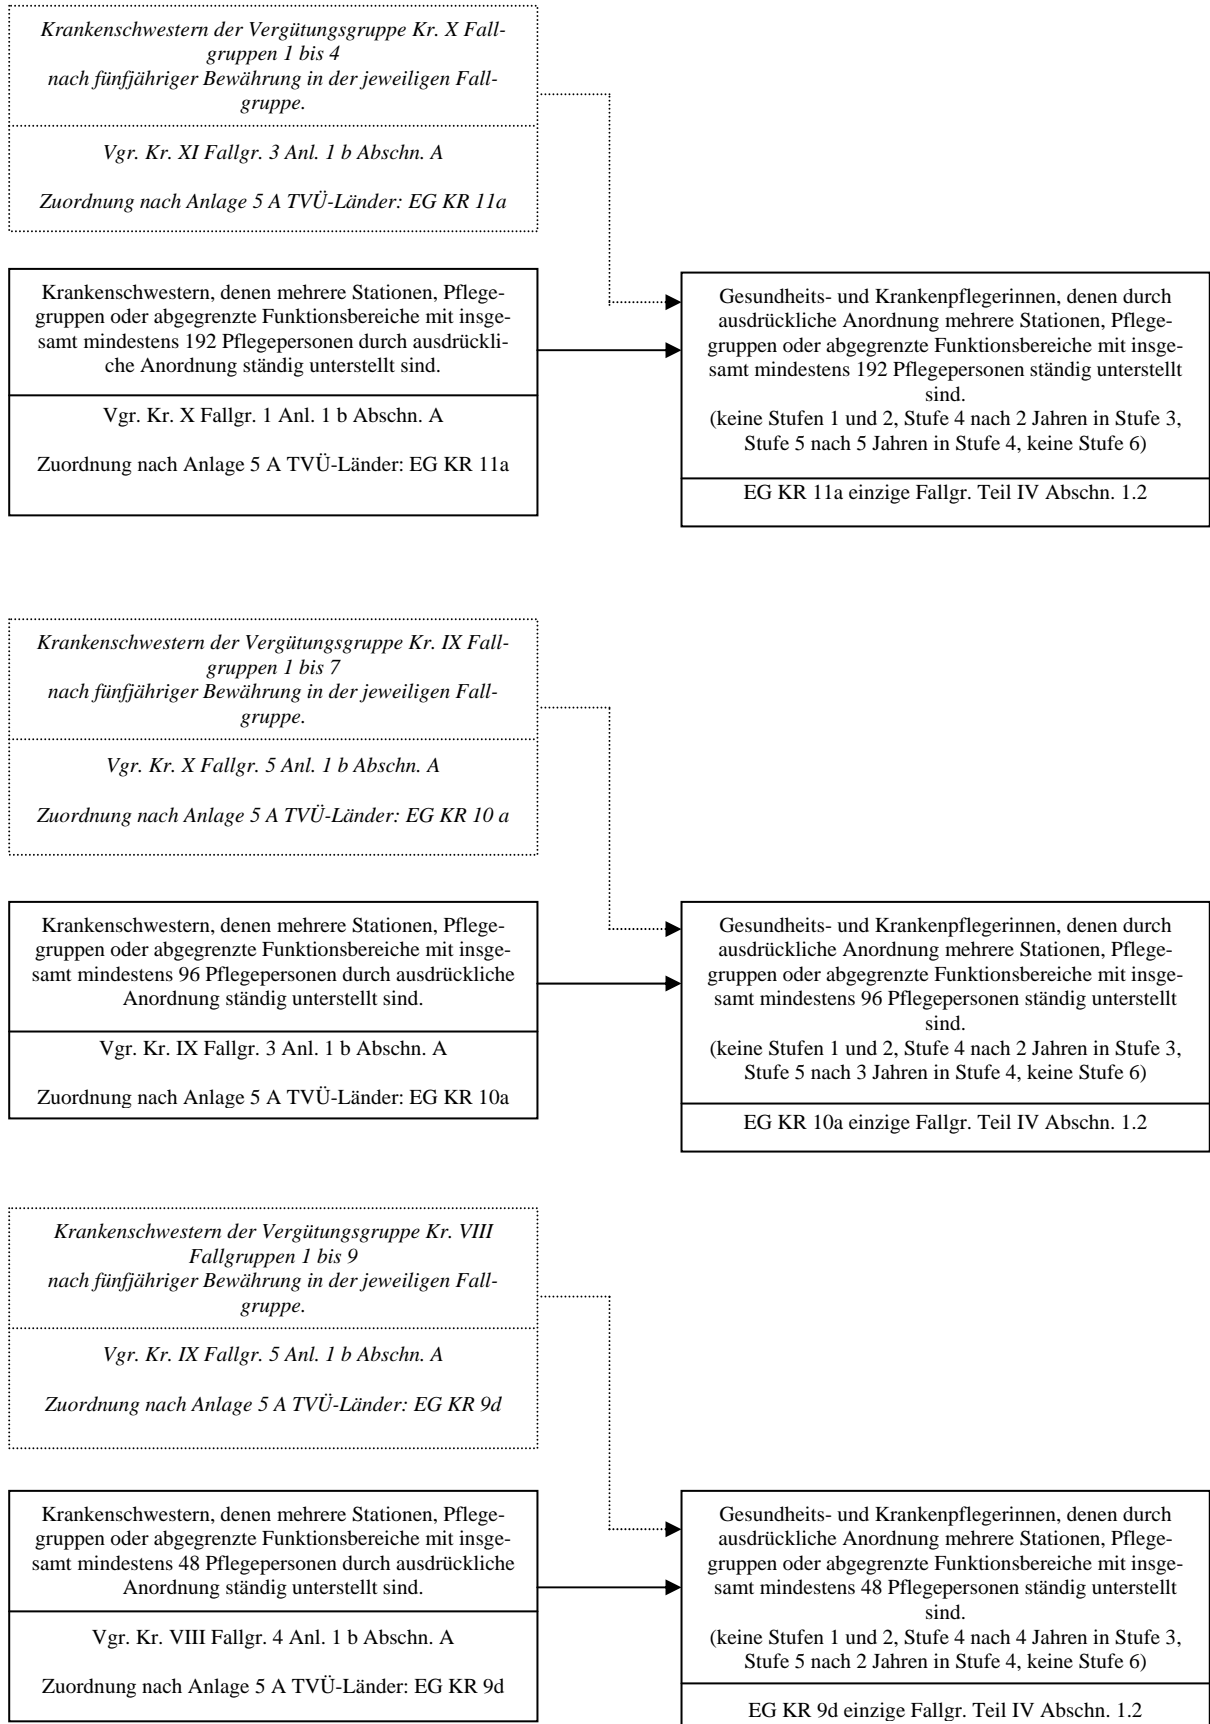 Krankenschwestern der Vergütungsgruppe Kr. X Fall-
gruppen 1 bis 4
nach fünfjähriger Bewährung in der jeweiligen Fall-
gruppe.
Vgr. Kr. XI Fallgr. 3 Anl. 1 b Abschn. A
Zuordnung nach Anlage 5 A TVÜ-Länder: EG KR 11a
Krankenschwestern, denen mehrere Stationen, Pflege-
gruppen oder abgegrenzte Funktionsbereiche mit insge-
samt mindestens 192 Pflegepersonen durch ausdrückli-
che Anordnung ständig unterstellt sind.
Vgr. Kr. X Fallgr. 1 Anl. 1 b Abschn. A
Zuordnung nach Anlage 5 A TVÜ-Länder: EG KR 11a
Gesundheits- und Krankenpflegerinnen, denen durch
ausdrückliche Anordnung mehrere Stationen, Pflege-
gruppen oder abgegrenzte Funktionsbereiche mit insge-
samt mindestens 192 Pflegepersonen ständig unterstellt
sind.
(keine Stufen 1 und 2, Stufe 4 nach 2 Jahren in Stufe 3,
Stufe 5 nach 5 Jahren in Stufe 4, keine Stufe 6)
EG KR 11a einzige Fallgr. Teil IV Abschn. 1.2
Krankenschwestern der Vergütungsgruppe Kr. IX Fall-
gruppen 1 bis 7
nach fünfjähriger Bewährung in der jeweiligen Fall-
gruppe.
Vgr. Kr. X Fallgr. 5 Anl. 1 b Abschn. A
Zuordnung nach Anlage 5 A TVÜ-Länder: EG KR 10 a
Krankenschwestern, denen mehrere Stationen, Pflege-
gruppen oder abgegrenzte Funktionsbereiche mit insge-
samt mindestens 96 Pflegepersonen durch ausdrückliche
Anordnung ständig unterstellt sind.
Vgr. Kr. IX Fallgr. 3 Anl. 1 b Abschn. A
Zuordnung nach Anlage 5 A TVÜ-Länder: EG KR 10a
Gesundheits- und Krankenpflegerinnen, denen durch
ausdrückliche Anordnung mehrere Stationen, Pflege-
gruppen oder abgegrenzte Funktionsbereiche mit insge-
samt mindestens 96 Pflegepersonen ständig unterstellt
sind.
(keine Stufen 1 und 2, Stufe 4 nach 2 Jahren in Stufe 3,
Stufe 5 nach 3 Jahren in Stufe 4, keine Stufe 6)
EG KR 10a einzige Fallgr. Teil IV Abschn. 1.2
Krankenschwestern der Vergütungsgruppe Kr. VIII
Fallgruppen 1 bis 9
nach fünfjähriger Bewährung in der jeweiligen Fall-
gruppe.
Vgr. Kr. IX Fallgr. 5 Anl. 1 b Abschn. A
Zuordnung nach Anlage 5 A TVÜ-Länder: EG KR 9d
Krankenschwestern, denen mehrere Stationen, Pflege-
gruppen oder abgegrenzte Funktionsbereiche mit insge-
samt mindestens 48 Pflegepersonen durch ausdrückliche
Anordnung ständig unterstellt sind.
Vgr. Kr. VIII Fallgr. 4 Anl. 1 b Abschn. A
Zuordnung nach Anlage 5 A TVÜ-Länder: EG KR 9d
Gesundheits- und Krankenpflegerinnen, denen durch
ausdrückliche Anordnung mehrere Stationen, Pflege-
gruppen oder abgegrenzte Funktionsbereiche mit insge-
samt mindestens 48 Pflegepersonen ständig unterstellt
sind.
(keine Stufen 1 und 2, Stufe 4 nach 4 Jahren in Stufe 3,
Stufe 5 nach 2 Jahren in Stufe 4, keine Stufe 6)
EG KR 9d einzige Fallgr. Teil IV Abschn. 1.2